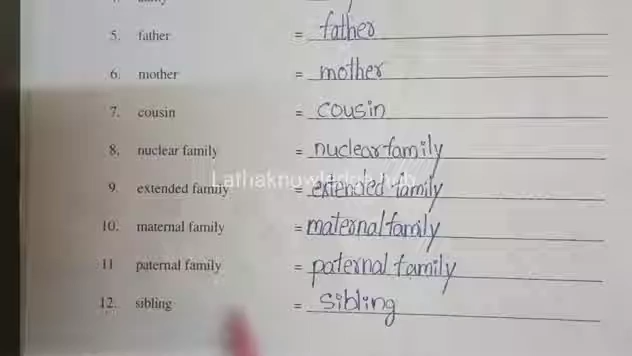 5. father = father
6. mother = mother
7. cousin = cousin
8. nuclear family = nuclear family
9. extended family = extended family
10. maternal family = maternal family
11 paternal family = paternal family
12. sibling = sibling